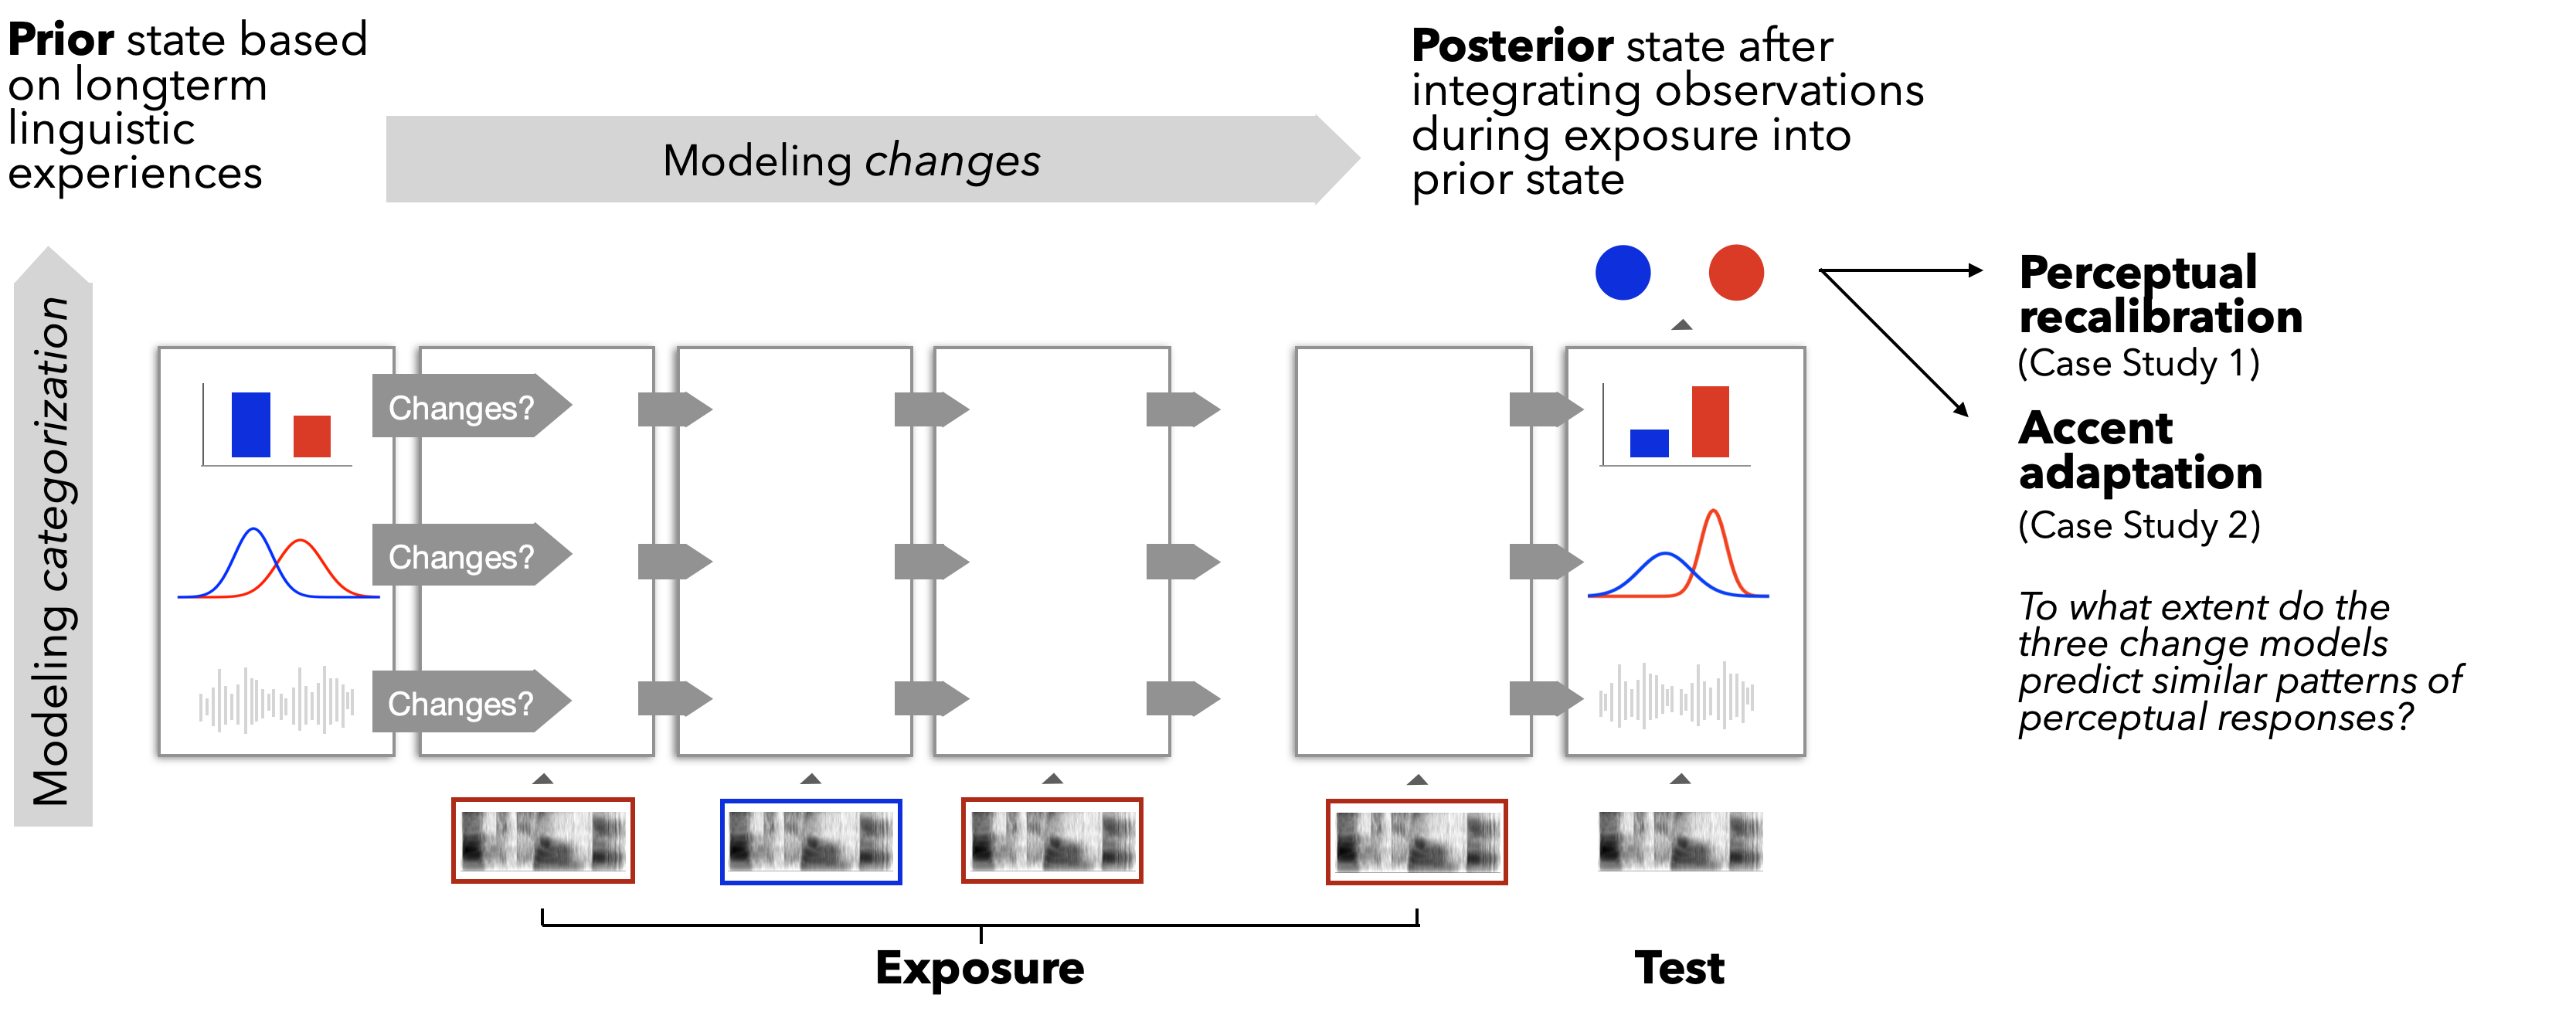 Prior state based
on longterm
linguistic
experiences
Modeling changes
Posterior state after
integrating observations
during exposure into
prior state
Modeling categorization
Changes?
Changes?
Changes?
Perceptual
recalibration
(Case Study 1)
Accent
adaptation
(Case Study 2)
To what extent do the
three change models
predict similar patterns of
perceptual responses?
Exposure
Test